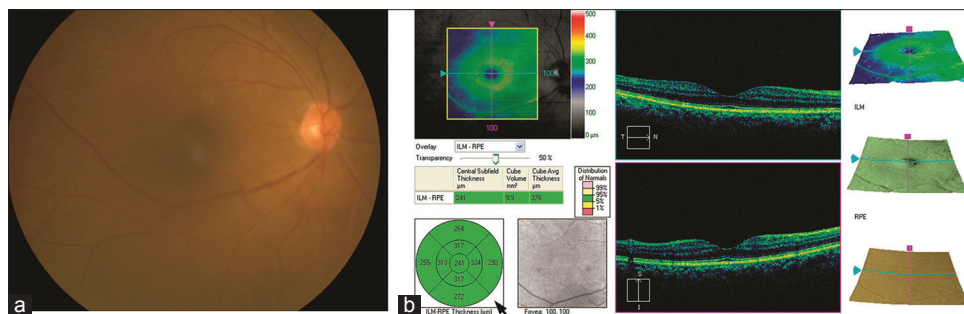 a
b
500
400
300
200
100
0 µm
100%
100
Overlay ILM - RPE
Transparency 50 %
Central Subfield Thickness µm
Cube Volume mm³
Cube Avg Thickness µm
ILM - RPE 241 9.9 276
Distribution of Normals
99%
95%
5%
1%
264
317
255 313 241 324 292
317
272
ILM-RPE Thickness (µm)
Fovea: 100, 100
T N
S
I
ILM
RPE